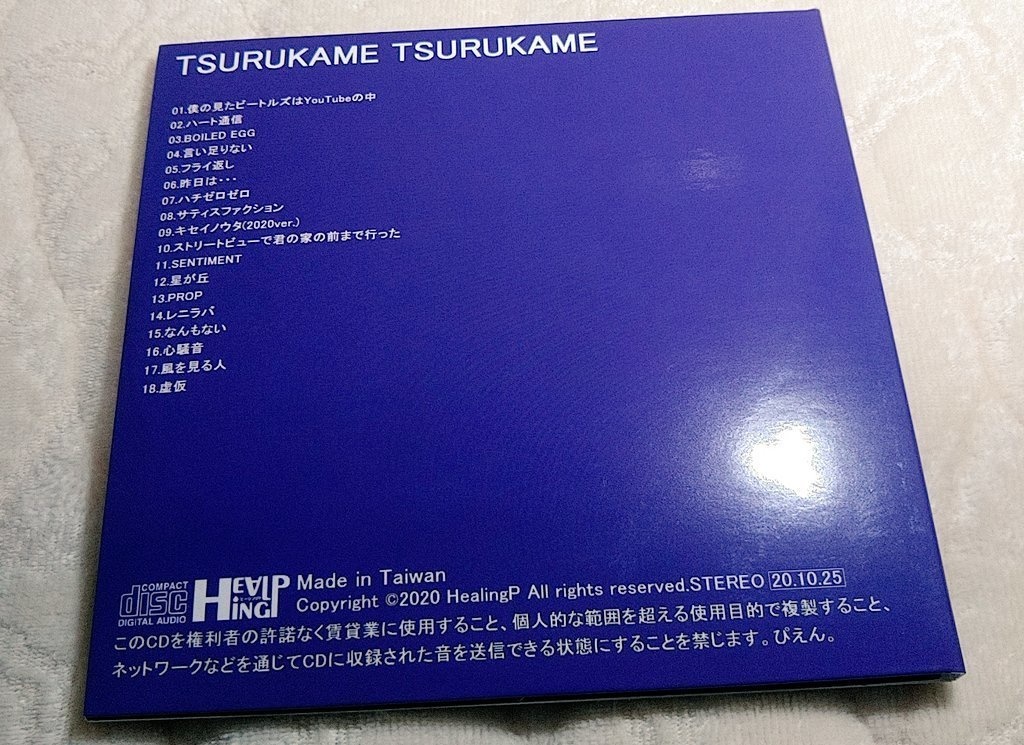 TSURUKAME TSURUKAME
01.僕の見たビートルズはYouTubeの中
02.ハート通信
03.BOILED EGG
04.言い足りない
05.フライ返し
06.昨日は・・・
07.ハチゼロゼロ
08.サティスファクション
09.キセイノウタ(2020ver.)
10.ストリートビューで君の家の前まで行った
11.SENTIMENT
12.星が丘
13.PROP
14.レニラバ
15.なんもない
16.心騒音
17.風を見る人
18.虚仮
COMPACT
disc
DIGITAL AUDIO
HEALINGP
Made in Taiwan
Copyright ©2020 HealingP All rights reserved.STEREO 20.10.25
このCDを権利者の許諾なく賃貸業に使用すること、個人的な範囲を超える使用目的で複製すること、
ネットワークなどを通じてCDに収録された音を送信できる状態にすることを禁じます。ぴえん。